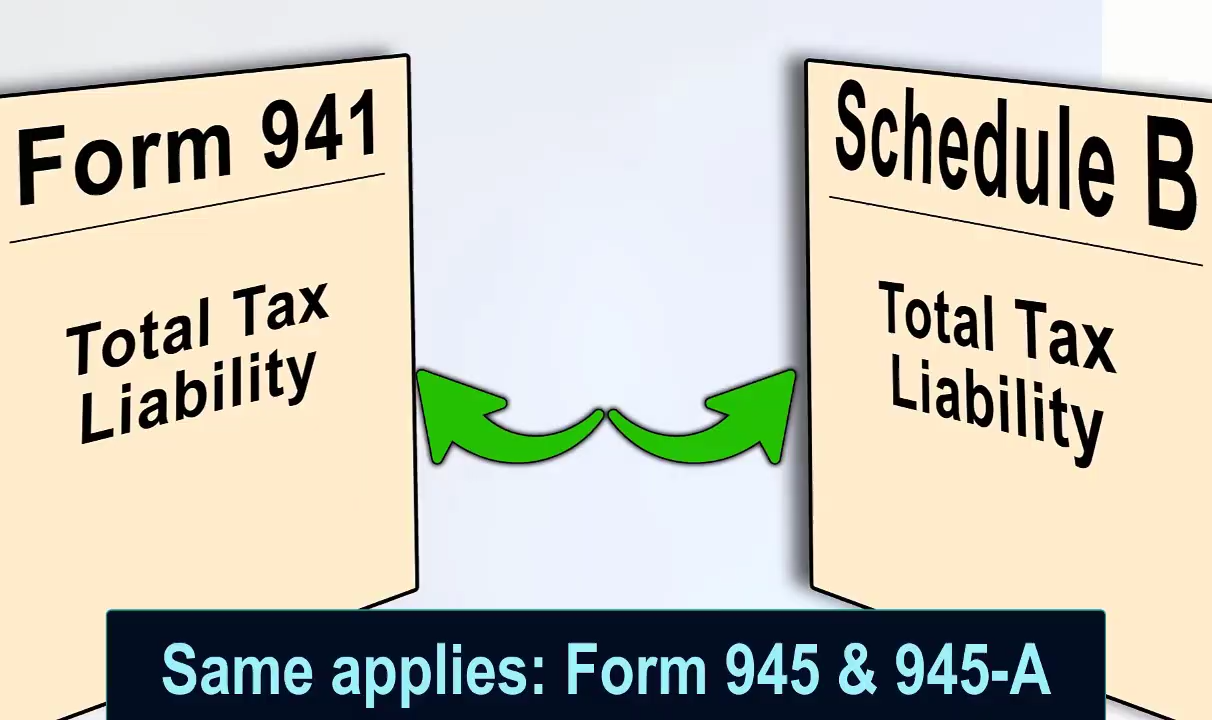 Form 941
Total Tax
Liability
Schedule B
Total Tax
Liability
Same applies: Form 945 & 945-A